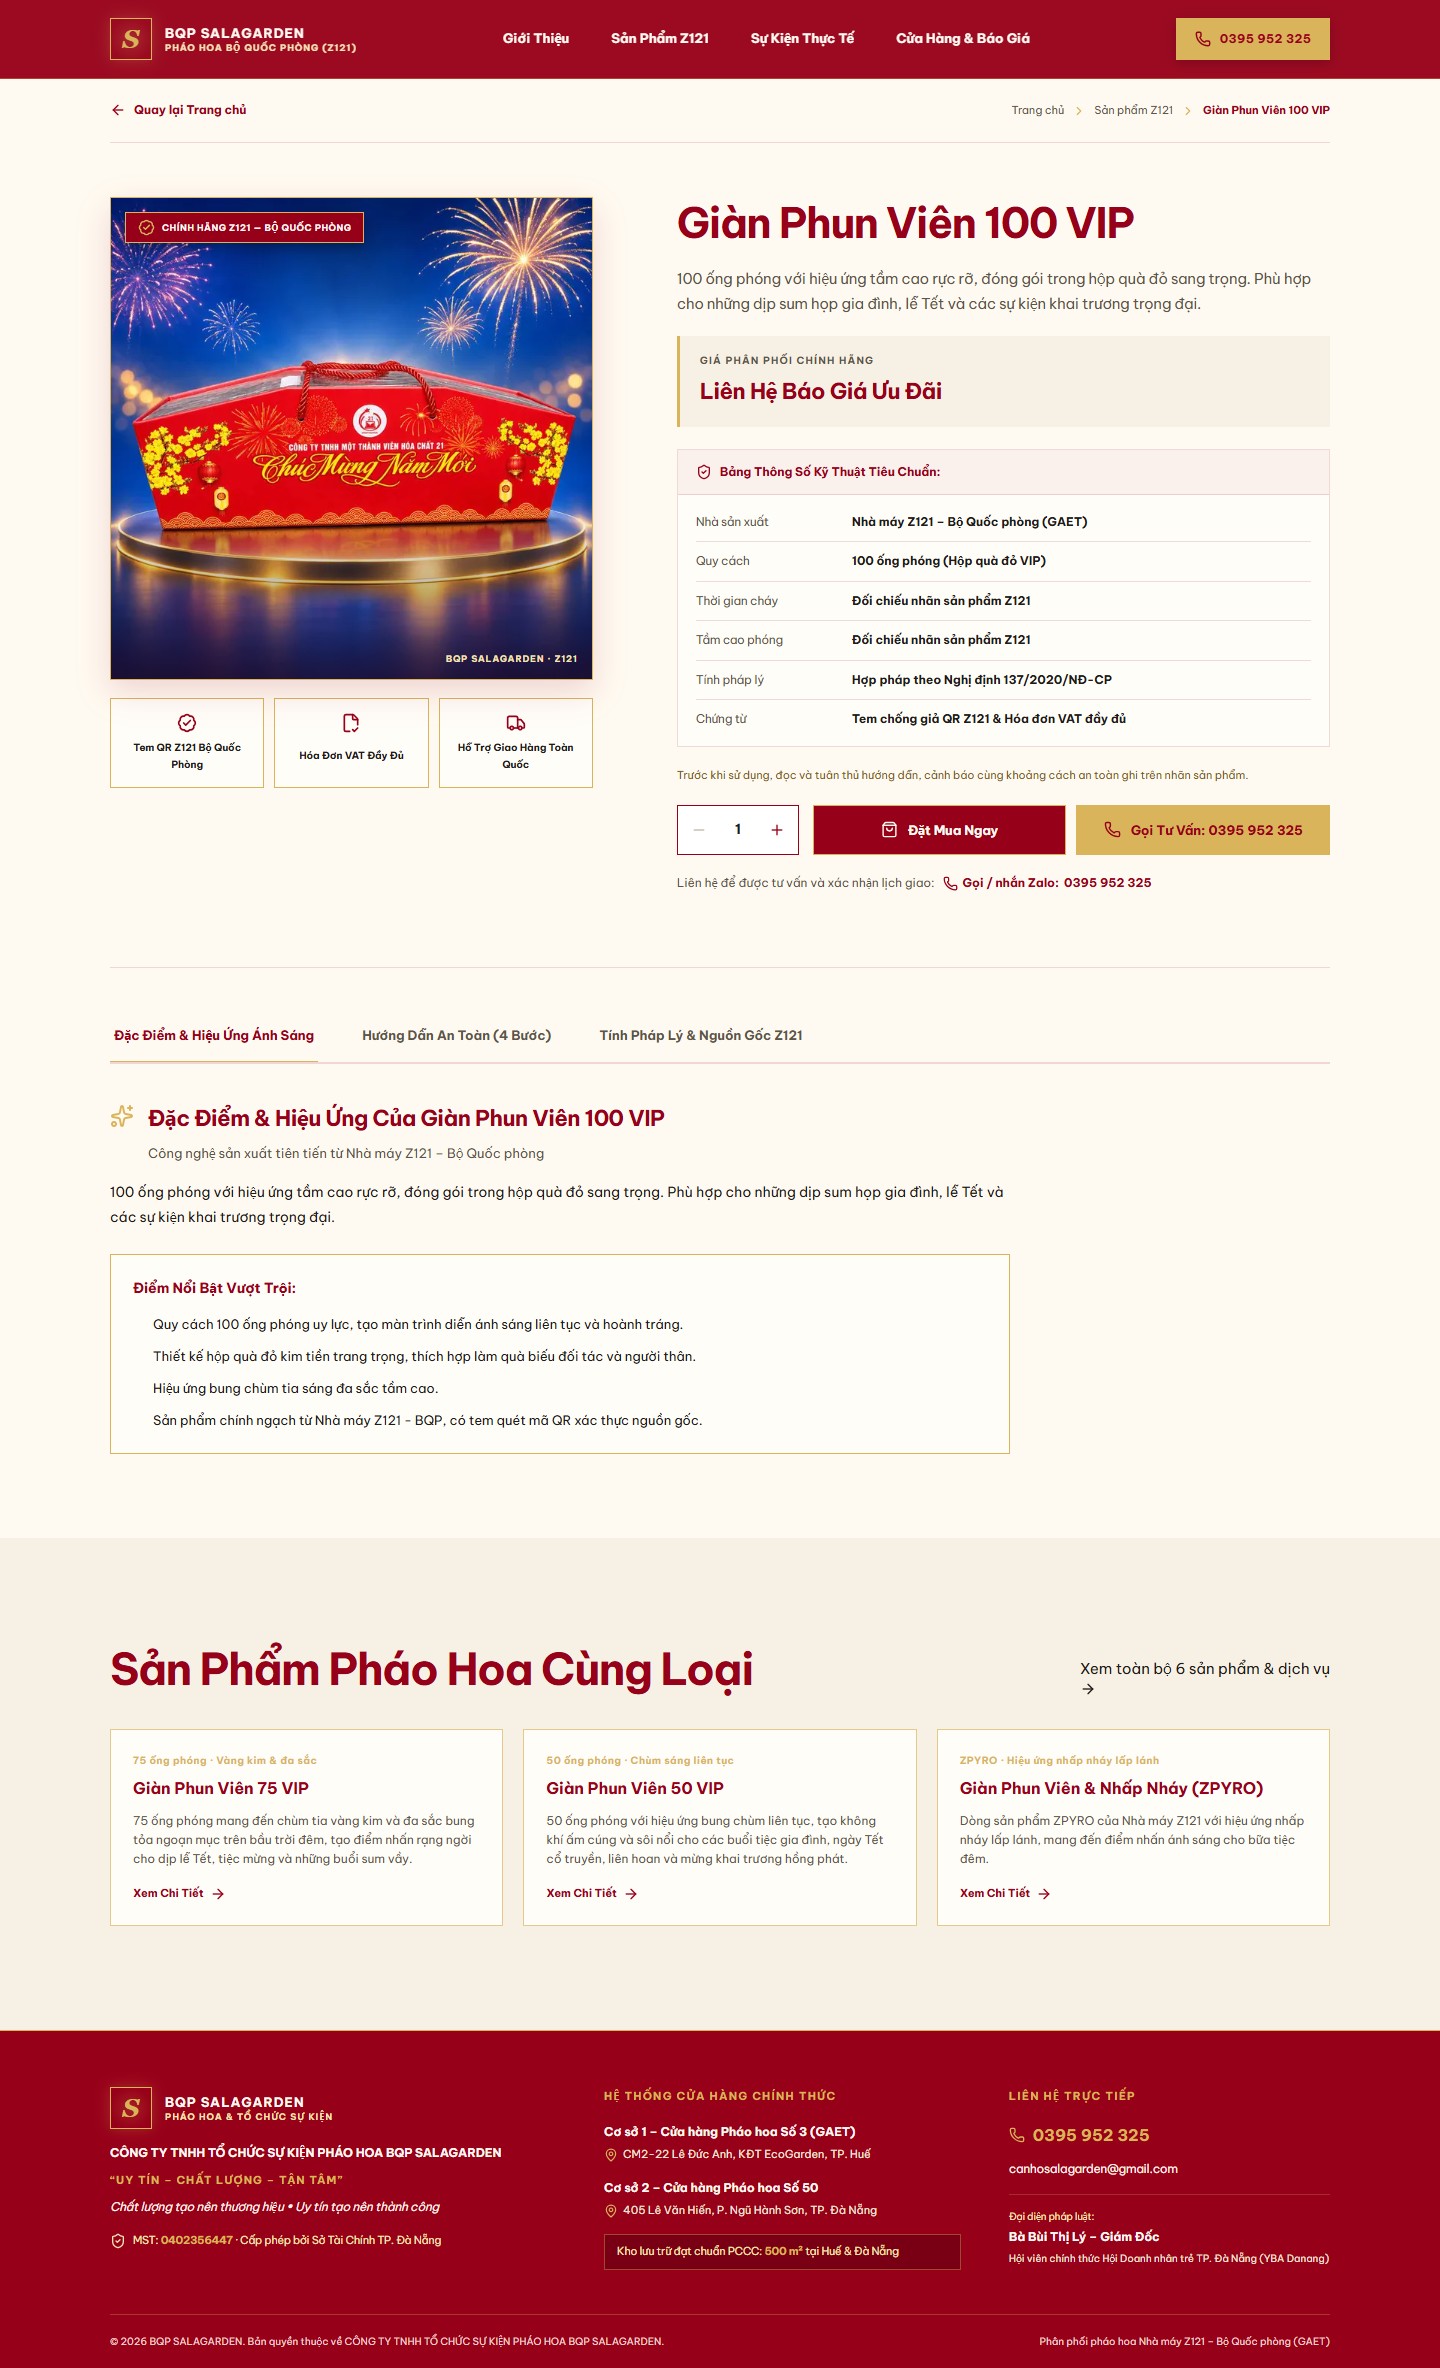 S
BQP SALAGARDEN
PHÁO HOA BỘ QUỐC PHÒNG (Z121)
Giới Thiệu
Sản Phẩm Z121
Sự Kiện Thực Tế
Cửa Hàng & Báo Giá
0395 952 325
Quay lại Trang chủ
Trang chủ
Sản phẩm Z121
Giàn Phun Viên 100 VIP
CHÍNH HÃNG Z121 – BỘ QUỐC PHÒNG
CÔNG TY TNHH MỘT THÀNH VIÊN HÓA CHẤT 21
Chúc Mừng Năm Mới
BQP SALAGARDEN · Z121
Tem QR Z121 Bộ Quốc
Phòng
Hóa Đơn VAT Đầy Đủ
Hỗ Trợ Giao Hàng Toàn
Quốc
Giàn Phun Viên 100 VIP
100 ống phóng với hiệu ứng tầm cao rực rỡ, đóng gói trong hộp quà đỏ sang trọng. Phù hợp
cho những dịp sum họp gia đình, lễ Tết và các sự kiện khai trương trọng đại.
GIÁ PHÂN PHỐI CHÍNH HÃNG
Liên Hệ Báo Giá Ưu Đãi
Bảng Thông Số Kỹ Thuật Tiêu Chuẩn:
Nhà sản xuất
Nhà máy Z121 – Bộ Quốc phòng (GAET)
Quy cách
100 ống phóng (Hộp quà đỏ VIP)
Thời gian cháy
Đối chiếu nhãn sản phẩm Z121
Tầm cao phóng
Đối chiếu nhãn sản phẩm Z121
Tính pháp lý
Hợp pháp theo Nghị định 137/2020/NĐ-CP
Chứng từ
Tem chống giả QR Z121 & Hóa đơn VAT đầy đủ
Trước khi sử dụng, đọc và tuân thủ hướng dẫn, cảnh báo cùng khoảng cách an toàn ghi trên nhãn sản phẩm.
1
Đặt Mua Ngay
Gọi Tư Vấn: 0395 952 325
Liên hệ để được tư vấn và xác nhận lịch giao: Gọi / nhắn Zalo: 0395 952 325
Đặc Điểm & Hiệu Ứng Ánh Sáng
Hướng Dẫn An Toàn (4 Bước)
Tính Pháp Lý & Nguồn Gốc Z121
Đặc Điểm & Hiệu Ứng Của Giàn Phun Viên 100 VIP
Công nghệ sản xuất tiên tiến từ Nhà máy Z121 – Bộ Quốc phòng
100 ống phóng với hiệu ứng tầm cao rực rỡ, đóng gói trong hộp quà đỏ sang trọng. Phù hợp cho những dịp sum họp gia đình, lễ Tết và
các sự kiện khai trương trọng đại.
Điểm Nổi Bật Vượt Trội:
Quy cách 100 ống phóng uy lực, tạo màn trình diễn ánh sáng liên tục và hoành tráng.
Thiết kế hộp quà đỏ kim tiền trang trọng, thích hợp làm quà biếu đối tác và người thân.
Hiệu ứng bung chùm tia sáng đa sắc tầm cao.
Sản phẩm chính ngạch từ Nhà máy Z121 - BQP, có tem quét mã QR xác thực nguồn gốc.
Sản Phẩm Pháo Hoa Cùng Loại
Xem toàn bộ 6 sản phẩm & dịch vụ
→
75 ống phóng · Vàng kim & đa sắc
Giàn Phun Viên 75 VIP
75 ống phóng mang đến chùm tia vàng kim và đa sắc bung
tỏa ngoạn mục trên bầu trời đêm, tạo điểm nhấn rạng ngời
cho dịp lễ Tết, tiệc mừng và những buổi sum vầy.
Xem Chi Tiết →
50 ống phóng · Chùm sáng liên tục
Giàn Phun Viên 50 VIP
50 ống phóng với hiệu ứng bung chùm liên tục, tạo không
khí ấm cúng và sôi nổi cho các buổi tiệc gia đình, ngày Tết
cổ truyền, liên hoan và mừng khai trương hồng phát.
Xem Chi Tiết →
ZPYRO · Hiệu ứng nhấp nháy lấp lánh
Giàn Phun Viên & Nhấp Nháy (ZPYRO)
Dòng sản phẩm ZPYRO của Nhà máy Z121 với hiệu ứng nhấp
nháy lấp lánh, mang đến điểm nhấn ánh sáng cho bữa tiệc
đêm.
Xem Chi Tiết →
S
BQP SALAGARDEN
PHÁO HOA & TỔ CHỨC SỰ KIỆN
CÔNG TY TNHH TỔ CHỨC SỰ KIỆN PHÁO HOA BQP SALAGARDEN
“UY TÍN – CHẤT LƯỢNG – TẬN TÂM”
Chất lượng tạo nên thương hiệu • Uy tín tạo nên thành công
MST: 0402356447 · Cấp phép bởi Sở Tài Chính TP. Đà Nẵng
HỆ THỐNG CỬA HÀNG CHÍNH THỨC
Cơ sở 1 – Cửa hàng Pháo hoa Số 3 (GAET)
CM2-22 Lê Đức Anh, KĐT EcoGarden, TP. Huế
Cơ sở 2 – Cửa hàng Pháo hoa Số 50
405 Lê Văn Hiến, P. Ngũ Hành Sơn, TP. Đà Nẵng
Kho lưu trữ đạt chuẩn PCCC: 500 m² tại Huế & Đà Nẵng
LIÊN HỆ TRỰC TIẾP
0395 952 325
canhosalagarden@gmail.com
Đại diện pháp luật:
Bà Bùi Thị Lý – Giám Đốc
Hội viên chính thức Hội Doanh nhân trẻ TP. Đà Nẵng (YBA Danang)
© 2026 BQP SALAGARDEN. Bản quyền thuộc về CÔNG TY TNHH TỔ CHỨC SỰ KIỆN PHÁO HOA BQP SALAGARDEN.
Phân phối pháo hoa Nhà máy Z121 – Bộ Quốc phòng (GAET)